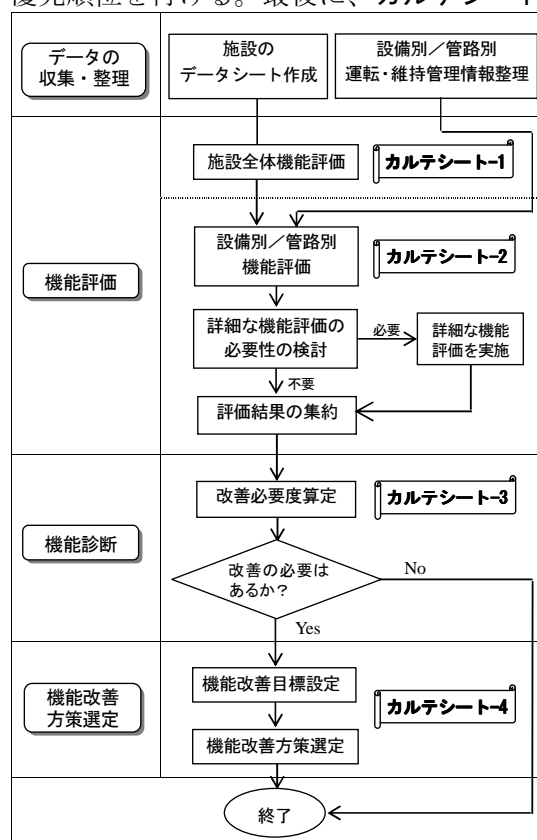 優先順位を付ける。最後に、カルテシート
データの
収集・整理
施設の
データシート作成
設備別／管路別
運転・維持管理情報整理
施設全体機能評価
カルテシート-1
機能評価
設備別／管路別
機能評価
カルテシート-2
詳細な機能評価の
必要性の検討
必要
詳細な機能
評価を実施
不要
評価結果の集約
機能診断
改善必要度算定
カルテシート-3
改善の必要は
あるか？
No
Yes
機能改善
方策選定
機能改善目標設定
カルテシート-4
機能改善方策選定
終了